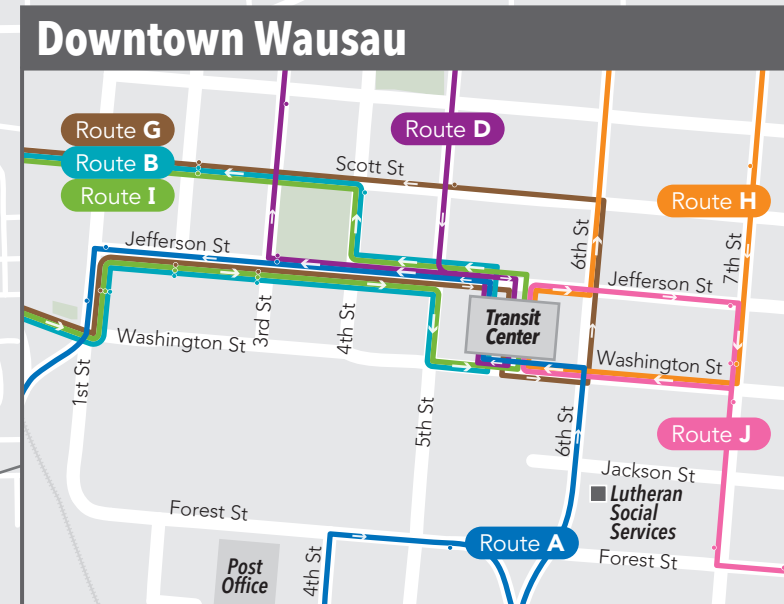 Downtown Wausau
Route G
Route D
Route B
Scott St
Route I
Route H
Jefferson St
6th St
7th St
Jefferson St
3rd St
4th St
Transit
Center
Washington St
Washington St
1st St
5th St
6th St
Route J
Jackson St
Lutheran
Social
Services
Forest St
Route A
Forest St
Post
Office
4th St